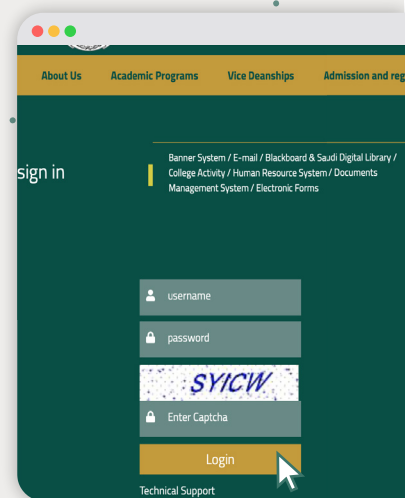 About Us Academic Programs Vice Deanships Admission and reg
sign in
Banner System / E-mail / Blackboard & Saudi Digital Library /
College Activity / Human Resource System / Documents
Management System / Electronic Forms
username
password
SYICW
Enter Captcha
Login
Technical Support